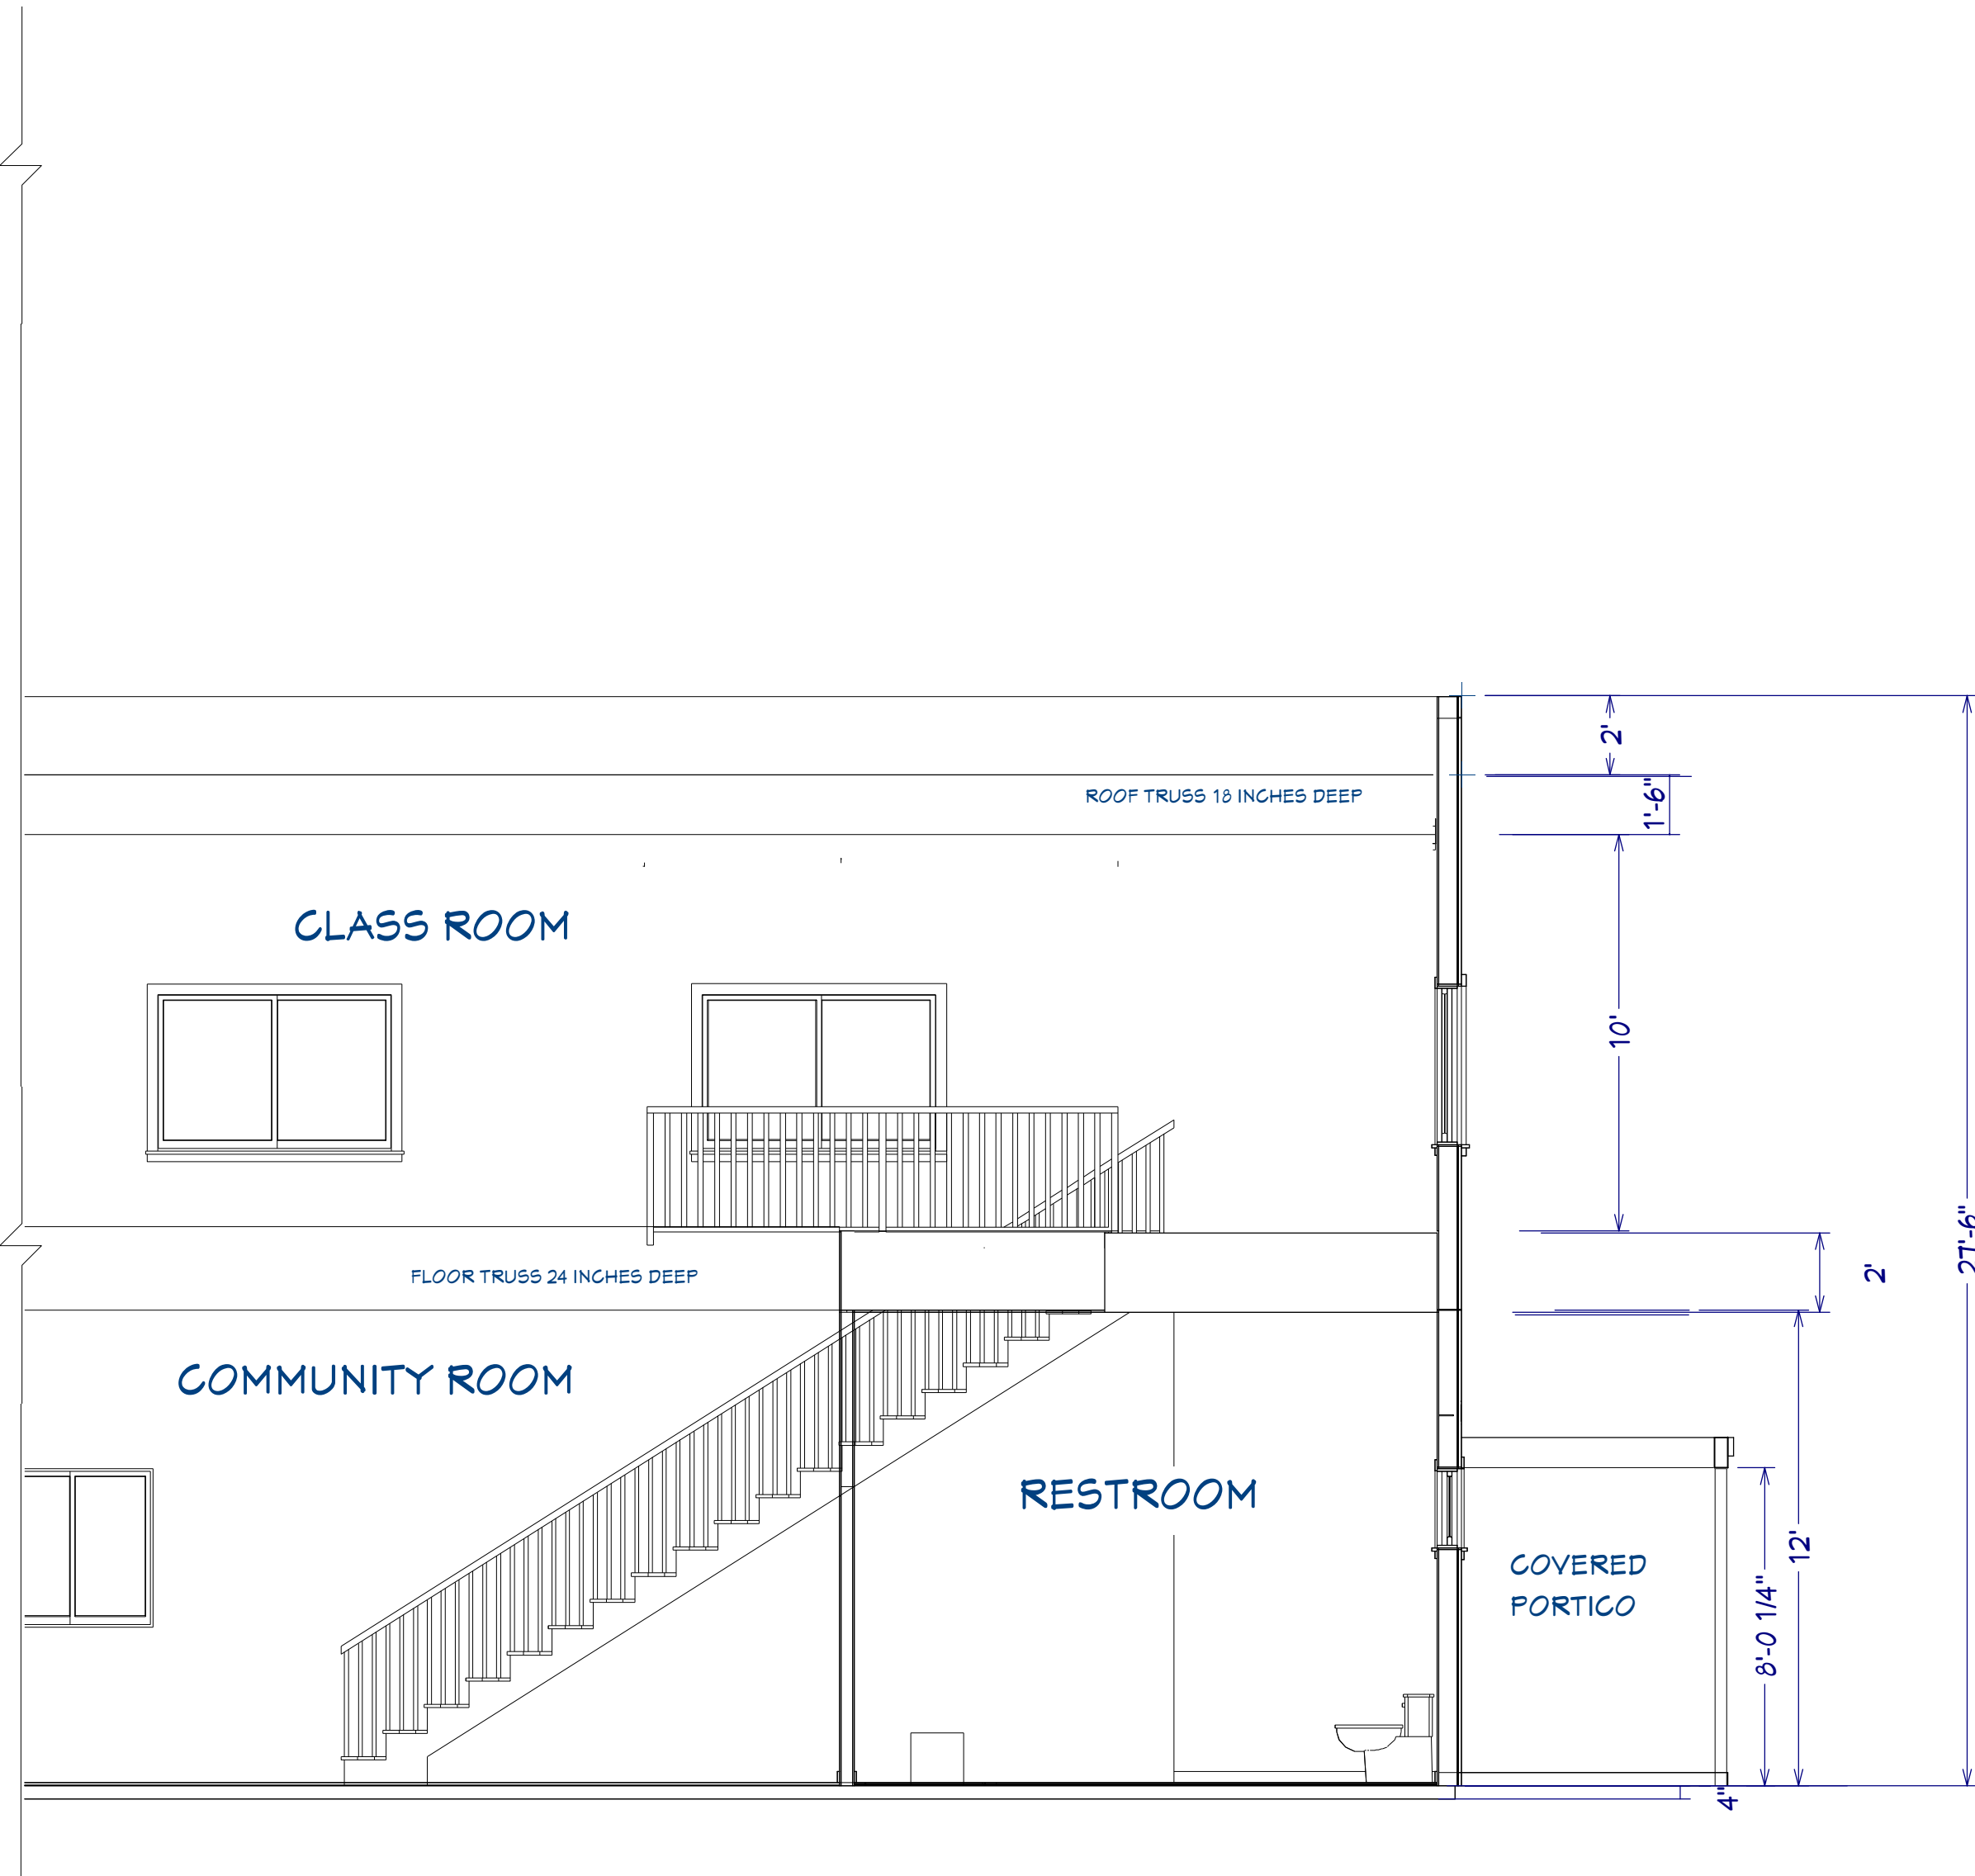 2'
ROOF TRUSS 18 INCHES DEEP
1'-6"
CLASS ROOM
10'
27'-6"
FLOOR TRUSS 24 INCHES DEEP
2'
COMMUNITY ROOM
RESTROOM
COVERED
PORTICO
8'-0 1/4"
12'
4"